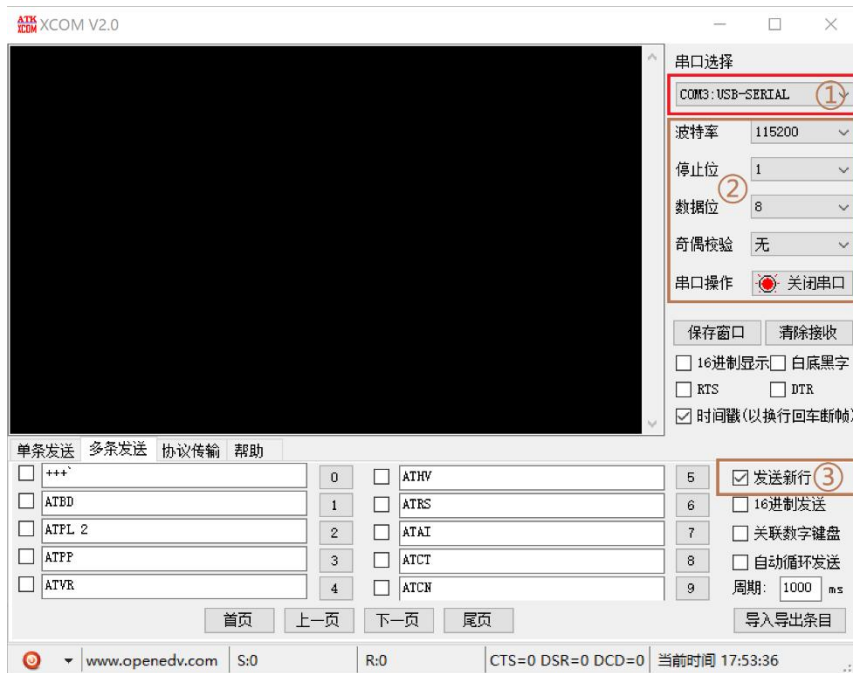 ATK XCOM XCOM V2.0
串口选择
COM3:USB-SERIAL ①
波特率 115200
停止位 1
②
数据位 8
奇偶校验 无
串口操作 关闭串口
保存窗口 清除接收
16进制显示 白底黑字
RTS DTR
时间戳(以换行回车断帧)
单条发送 多条发送 协议传输 帮助
+++` 0 ATHV 5 发送新行 ③
ATBD 1 ATRS 6 16进制发送
ATPL 2 2 ATAI 7 关联数字键盘
ATPP 3 ATCT 8 自动循环发送
ATVR 4 ATCN 9 周期: 1000 ms
首页 上一页 下一页 尾页 导入导出条目
www.openedv.com S:0 R:0 CTS=0 DSR=0 DCD=0 当前时间 17:53:36